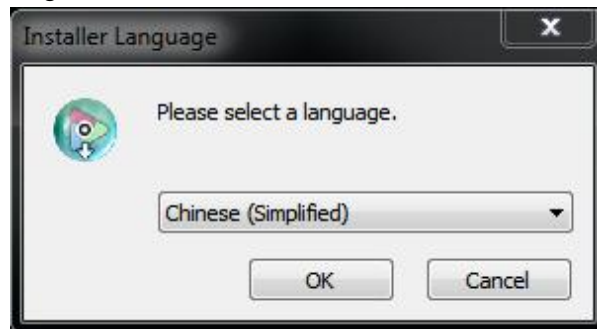 Installer Language
Please select a language.
Chinese (Simplified)
OK
Cancel